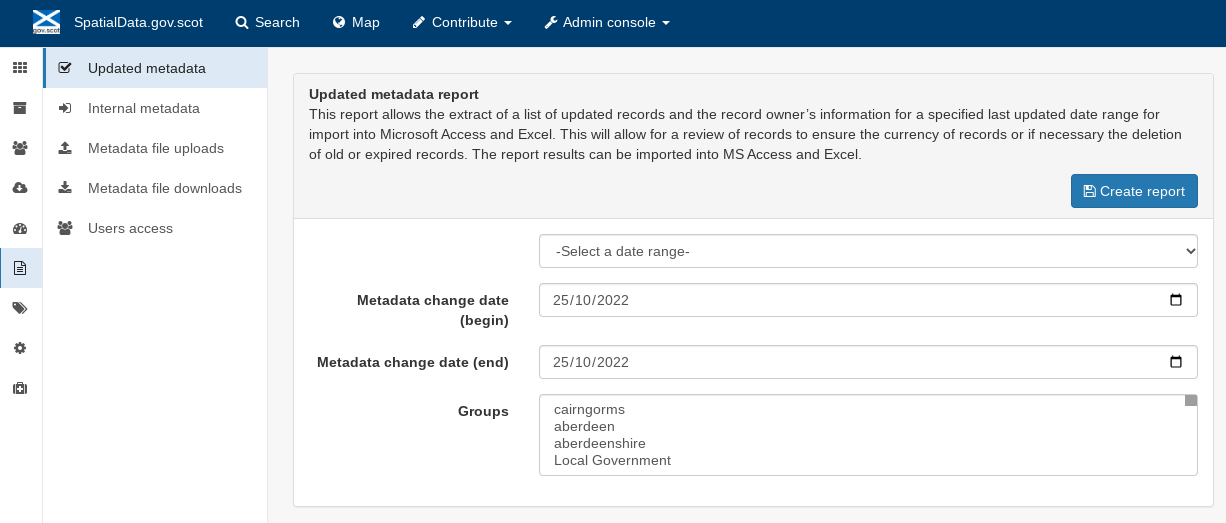 gov.scot SpatialData.gov.scot Search Map Contribute Admin console
Updated metadata
Internal metadata
Metadata file uploads
Metadata file downloads
Users access
Updated metadata report
This report allows the extract of a list of updated records and the record owner’s information for a specified last updated date range for
import into Microsoft Access and Excel. This will allow for a review of records to ensure the currency of records or if necessary the deletion
of old or expired records. The report results can be imported into MS Access and Excel.
Create report
-Select a date range-
Metadata change date
(begin)
25/10/2022
Metadata change date (end)
25/10/2022
Groups
cairngorms
aberdeen
aberdeenshire
Local Government